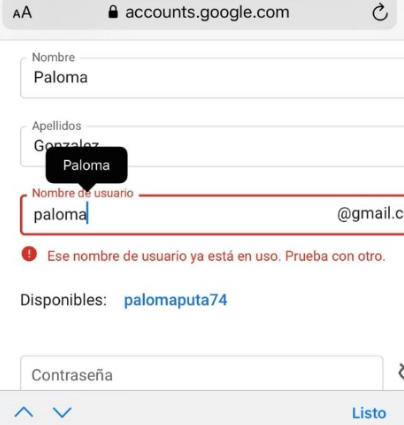 AA accounts.google.com
Nombre
Paloma
Apellidos
Gonzalez
Paloma
Nombre de usuario
paloma @gmail.c
Ese nombre de usuario ya está en uso. Prueba con otro.
Disponibles: palomaputa74
Contraseña
Listo